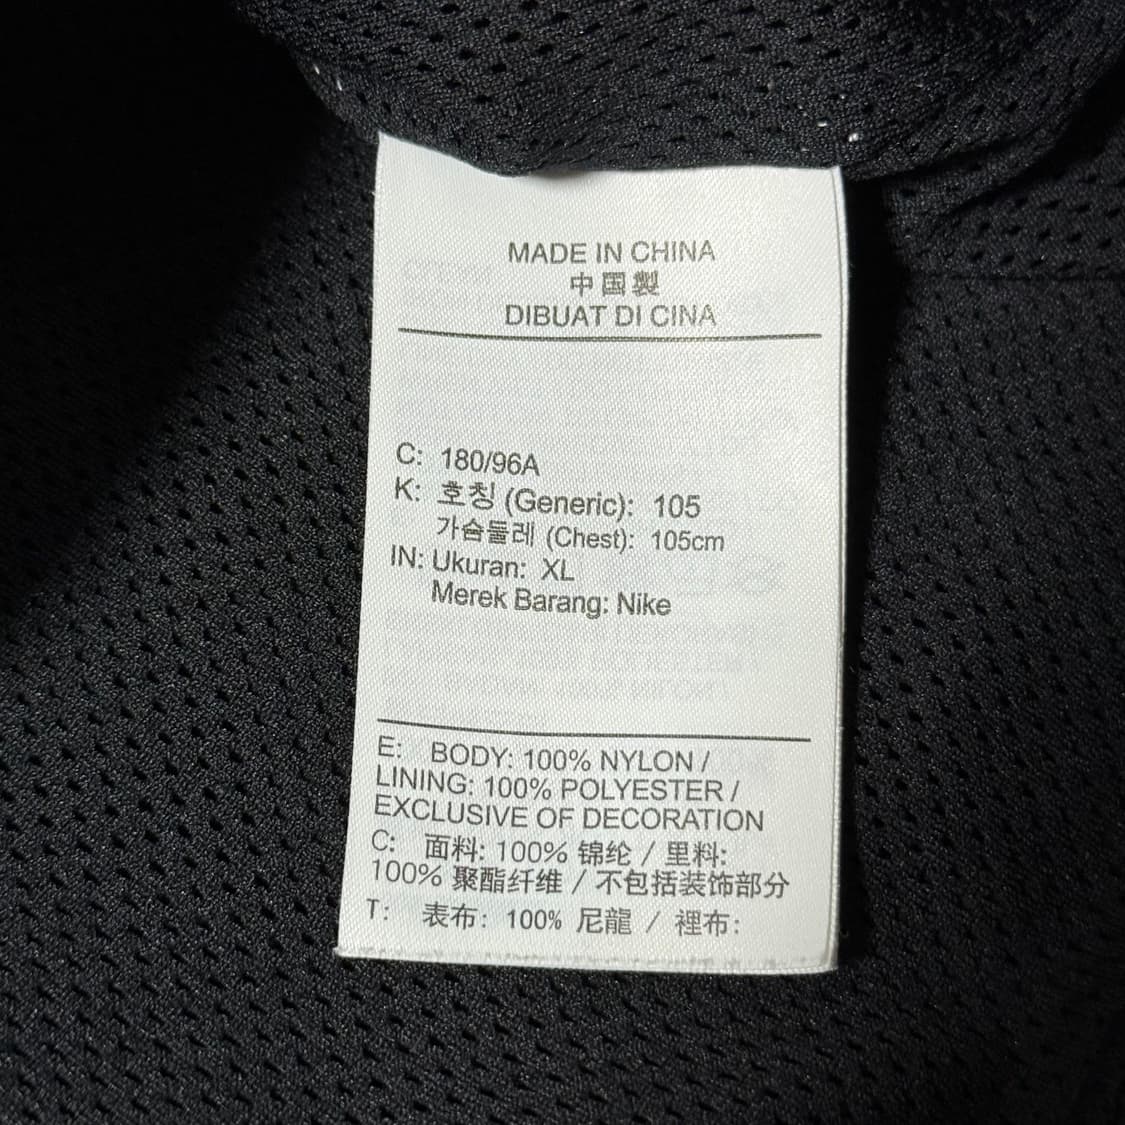 MADE IN CHINA
中国製
DIBUAT DI CINA
C: 180/96A
K: 호칭 (Generic): 105
가슴둘레 (Chest): 105cm
IN: Ukuran: XL
Merek Barang: Nike
E: BODY: 100% NYLON /
LINING: 100% POLYESTER /
EXCLUSIVE OF DECORATION
C: 面料: 100% 锦纶 / 里料:
100% 聚酯纤维 / 不包括装饰部分
T: 表布: 100% 尼龍 / 裡布: